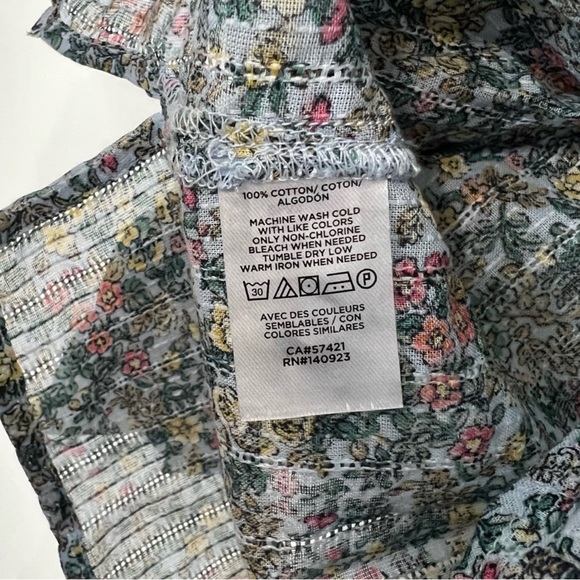 100% COTTON/ COTON/
ALGODÓN
MACHINE WASH COLD
WITH LIKE COLORS
ONLY NON-CHLORINE
BLEACH WHEN NEEDED
TUMBLE DRY LOW
WARM IRON WHEN NEEDED
30 P
AVEC DES COULEURS
SEMBLABLES / CON
COLORES SIMILARES
CA#57421
RN#140923